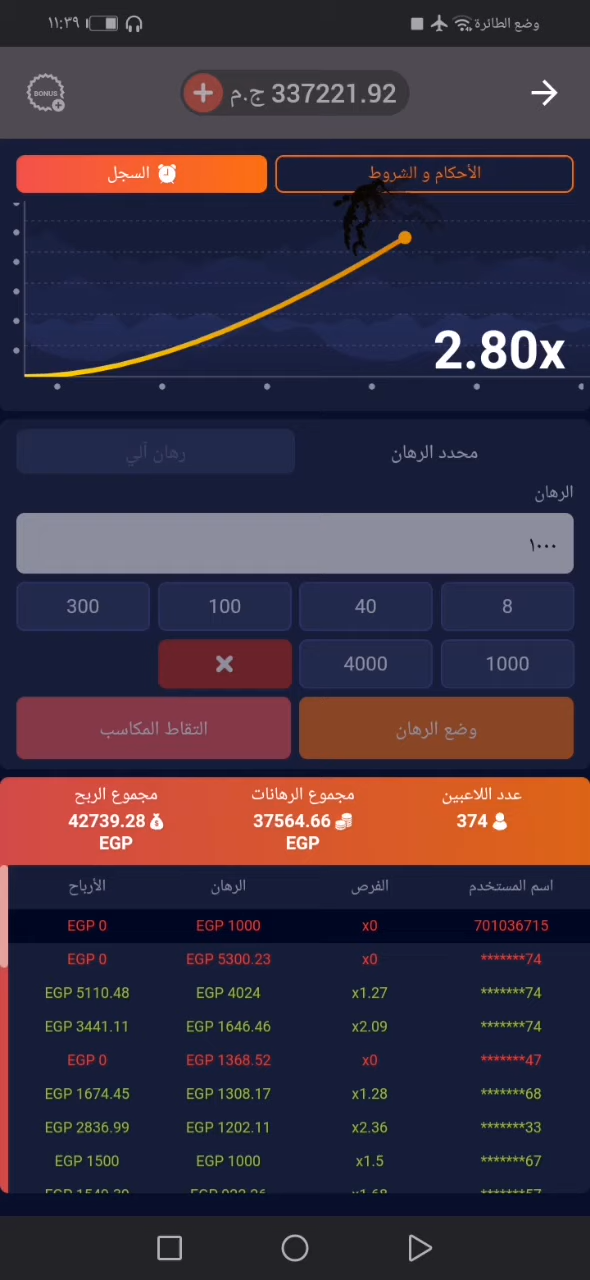 وضع الطائرة ١١:٣٩
BONUS
337221.92 ج.م
الأحكام و الشروط
السجل
2.80x
محدد الرهان
رهان آلي
الرهان
١٠٠٠
8 40 100 300
1000 4000
وضع الرهان
التقاط المكاسب
عدد اللاعبين مجموع الرهانات مجموع الربح
374 37564.66 42739.28
EGP EGP
اسم المستخدم الفرص الرهان الأرباح
701036715 x0 EGP 1000 EGP 0
*******74 x0 EGP 5300.23 EGP 0
*******74 x1.27 EGP 4024 EGP 5110.48
*******74 x2.09 EGP 1646.46 EGP 3441.11
*******47 x0 EGP 1368.52 EGP 0
*******68 x1.28 EGP 1308.17 EGP 1674.45
*******33 x2.36 EGP 1202.11 EGP 2836.99
*******67 x1.5 EGP 1000 EGP 1500